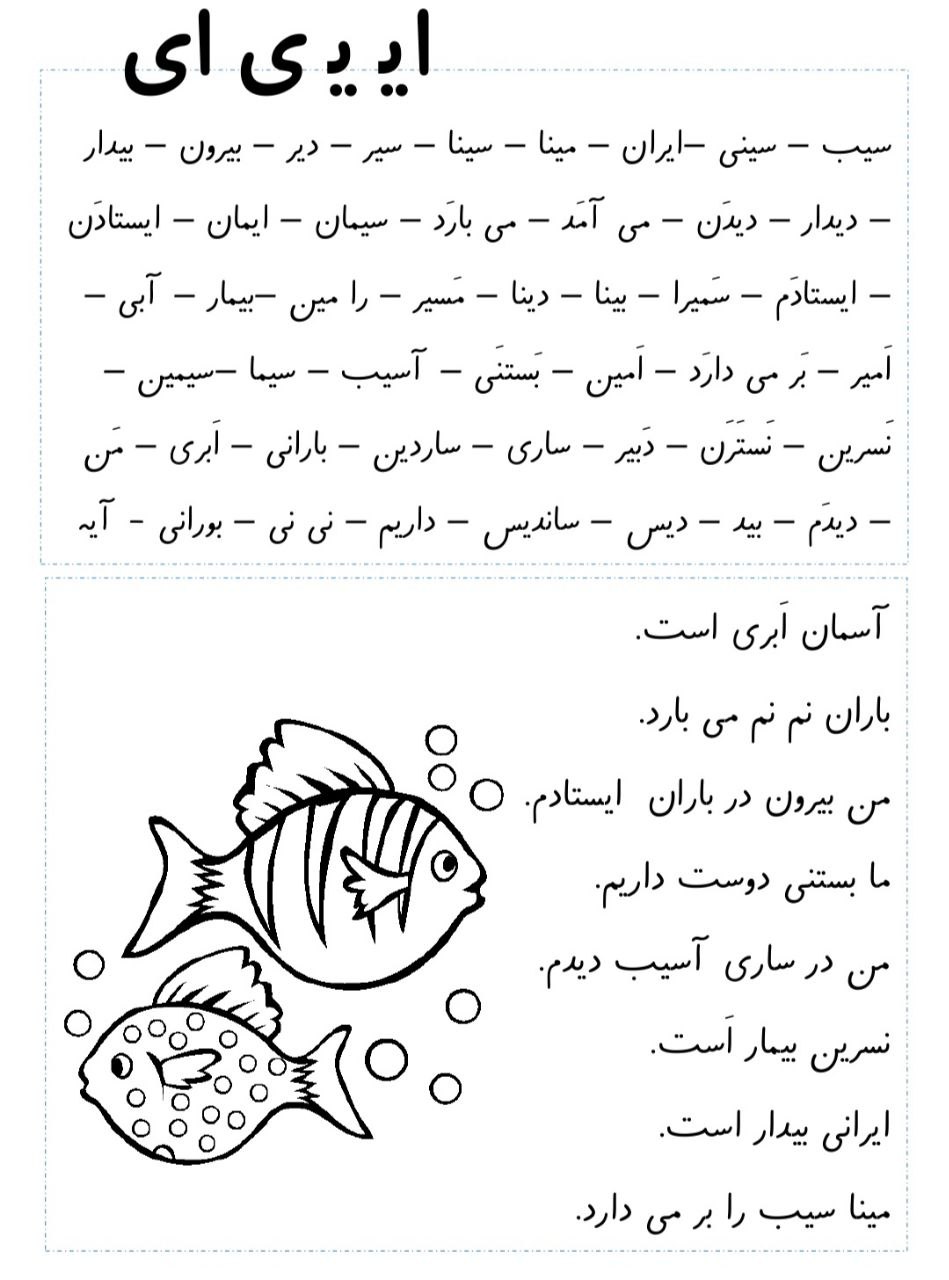 ایـ یـ ی ای
سیب – سینی –ایران – مینا – سینا – سیر – دیر – بیرون – بیدار
– دیدار – دیدَن – می آمَد – می بارَد – سیمان – ایمان – ایستادَن
– ایستادَم – سَمیرا – بینا – دینا – مَسیر – را مین –بیمار – آبی –
اَمیر – بَر می دارَد – اَمین – بَستنَی – آسیب – سیما –سیمین –
نَسرین – نَستَرَن – دَبیر – ساری – ساردین – بارانی – اَبری – مَن
– دیدَم – بید – دیس – ساندیس – داریم – نی نی – بورانی - آیه
آسمان اَبری است.
باران نم نم می بارد.
من بیرون در باران ایستادم.
ما بستنی دوست داریم.
من در ساری آسیب دیدم.
نسرین بیمار اَست.
ایرانی بیدار است.
مینا سیب را بر می دارد.